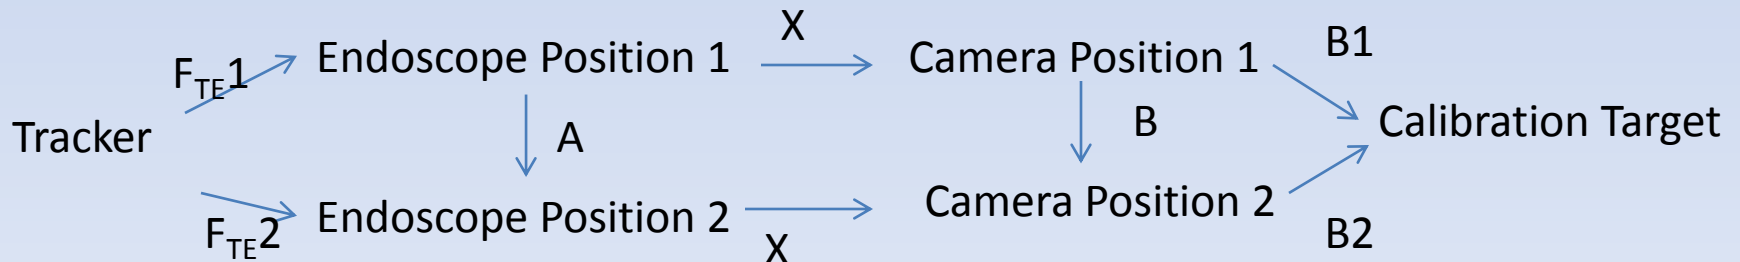 X
Endoscope Position 1
Camera Position 1
B1
F_TE1
Tracker
A
B
Calibration Target
Endoscope Position 2
Camera Position 2
F_TE2
X
B2